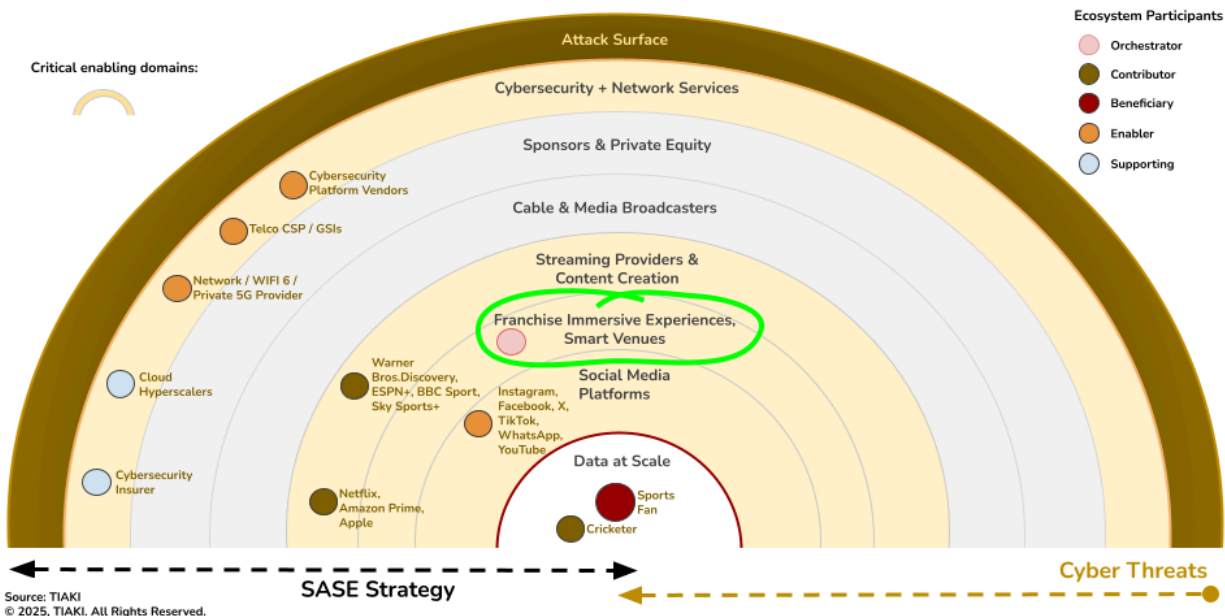 Ecosystem Participants
Orchestrator
Contributor
Beneficiary
Enabler
Supporting
Critical enabling domains:
Attack Surface
Cybersecurity + Network Services
Sponsors & Private Equity
Cable & Media Broadcasters
Streaming Providers &
Content Creation
Franchise Immersive Experiences,
Smart Venues
Social Media
Platforms
Data at Scale
Cybersecurity
Platform Vendors
Telco CSP / GSIs
Network / WIFI 6 /
Private 5G Provider
Cloud
Hyperscalers
Cybersecurity
Insurer
Warner
Bros.Discovery,
ESPN+, BBC Sport,
Sky Sports+
Instagram,
Facebook, X,
TikTok,
WhatsApp,
YouTube
Netflix,
Amazon Prime,
Apple
Sports
Fan
Cricketer
SASE Strategy
Cyber Threats
Source: TIAKI
© 2025, TIAKI. All Rights Reserved.